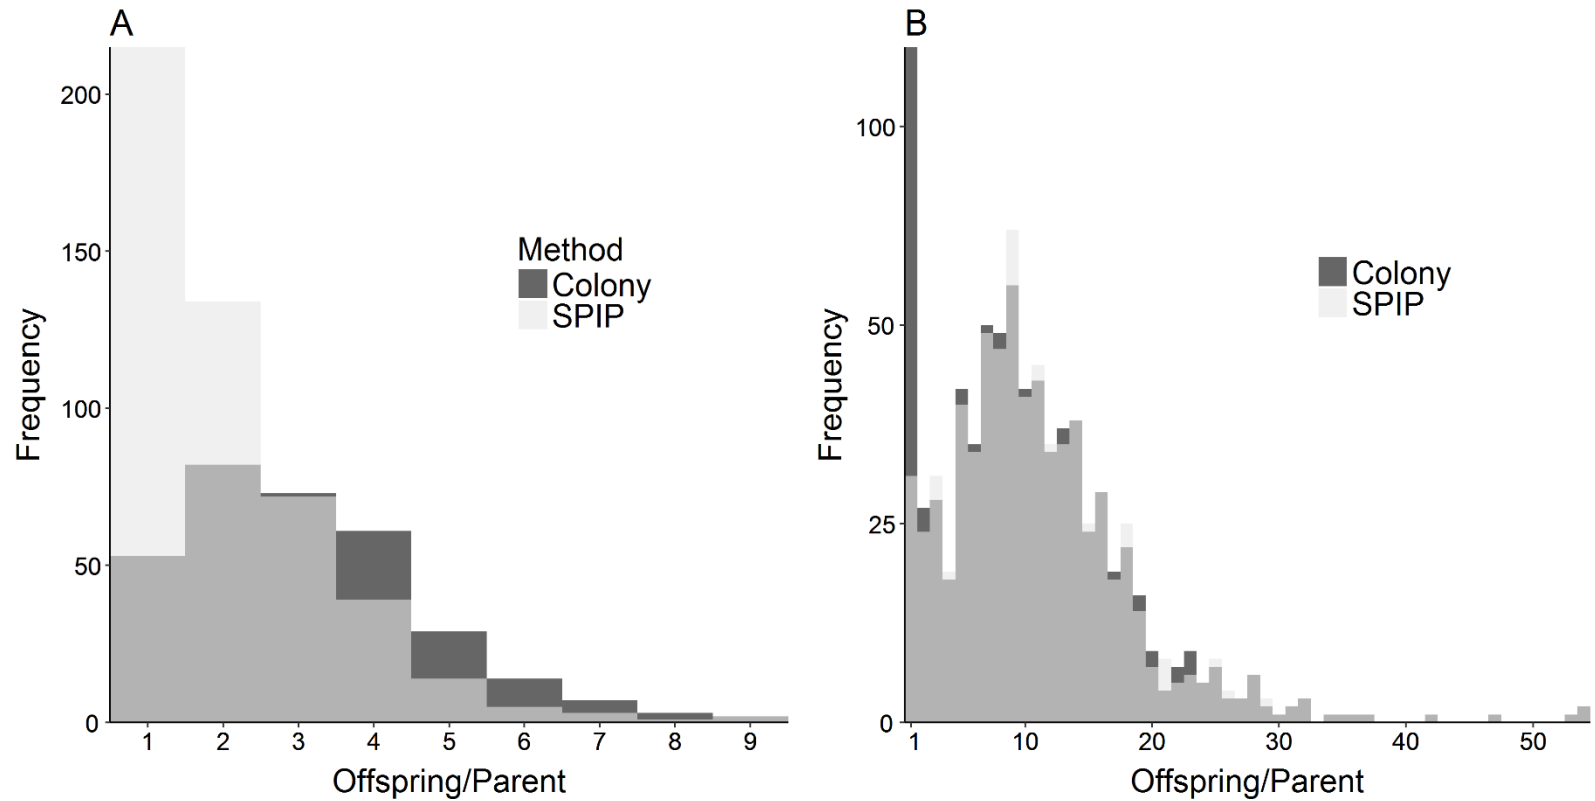 A
Frequency
200
150
100
50
0
Method
Colony
SPIP
1 2 3 4 5 6 7 8 9
Offspring/Parent
B
Frequency
100
50
25
0
Colony
SPIP
1 10 20 30 40 50
Offspring/Parent